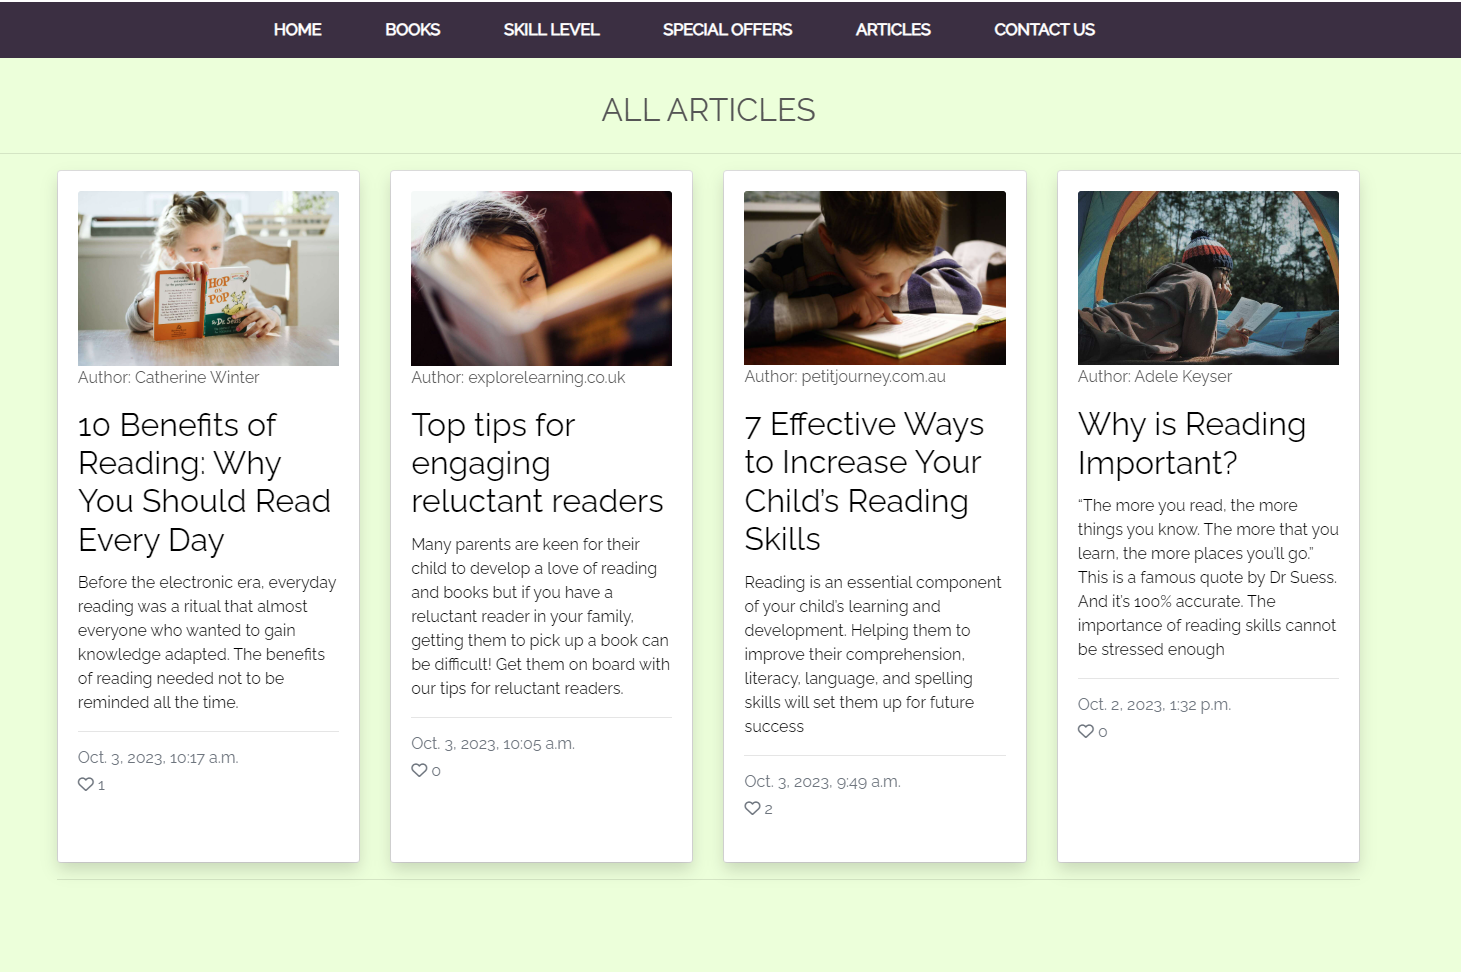 HOME BOOKS SKILL LEVEL SPECIAL OFFERS ARTICLES CONTACT US
ALL ARTICLES
HOP
ON
POP
By Dr. Seuss
Author: Catherine Winter
10 Benefits of
Reading: Why
You Should Read
Every Day
Before the electronic era, everyday
reading was a ritual that almost
everyone who wanted to gain
knowledge adapted. The benefits
of reading needed not to be
reminded all the time.
Oct. 3, 2023, 10:17 a.m.
1
Author: explorelearning.co.uk
Top tips for
engaging
reluctant readers
Many parents are keen for their
child to develop a love of reading
and books but if you have a
reluctant reader in your family,
getting them to pick up a book can
be difficult! Get them on board with
our tips for reluctant readers.
Oct. 3, 2023, 10:05 a.m.
0
Author: petitjourney.com.au
7 Effective Ways
to Increase Your
Child’s Reading
Skills
Reading is an essential component
of your child’s learning and
development. Helping them to
improve their comprehension,
literacy, language, and spelling
skills will set them up for future
success
Oct. 3, 2023, 9:49 a.m.
2
Author: Adele Keyser
Why is Reading
Important?
“The more you read, the more
things you know. The more that you
learn, the more places you’ll go.”
This is a famous quote by Dr Suess.
And it’s 100% accurate. The
importance of reading skills cannot
be stressed enough
Oct. 2, 2023, 1:32 p.m.
0